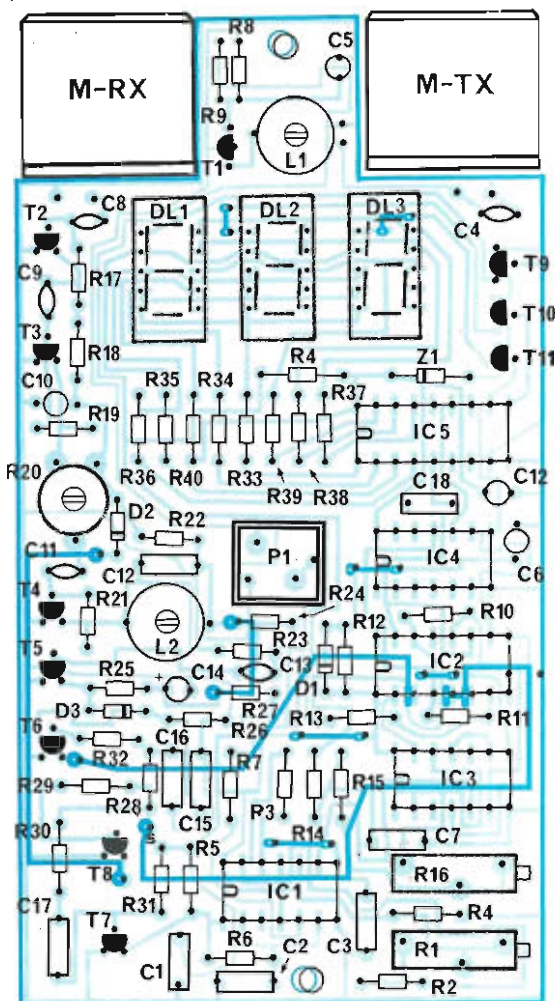 R8
C5
M-RX
M-TX
R9
L1
T1
C8
DL1
DL2
DL3
T2
C4
R17
T9
C9
T10
T3
R18
T11
R4
Z1
C10
R35
R34
R37
R19
IC5
R36
R40
R33
R39
R38
R20
C18
C12
D2
R22
C11
C12
P1
IC4
C6
T4
R21
R24
R10
L2
R23
R12
T5
IC2
R25
C14
+
C13
D1
R27
D3
R13
R11
T6
R26
C16
R32
R7
R29
R28
C15
R3
R15
IC3
R30
S
R5
R14
C7
T8
R16
R31
IC1
C17
R4
T7
R6
C2
C3
R1
C1
R2